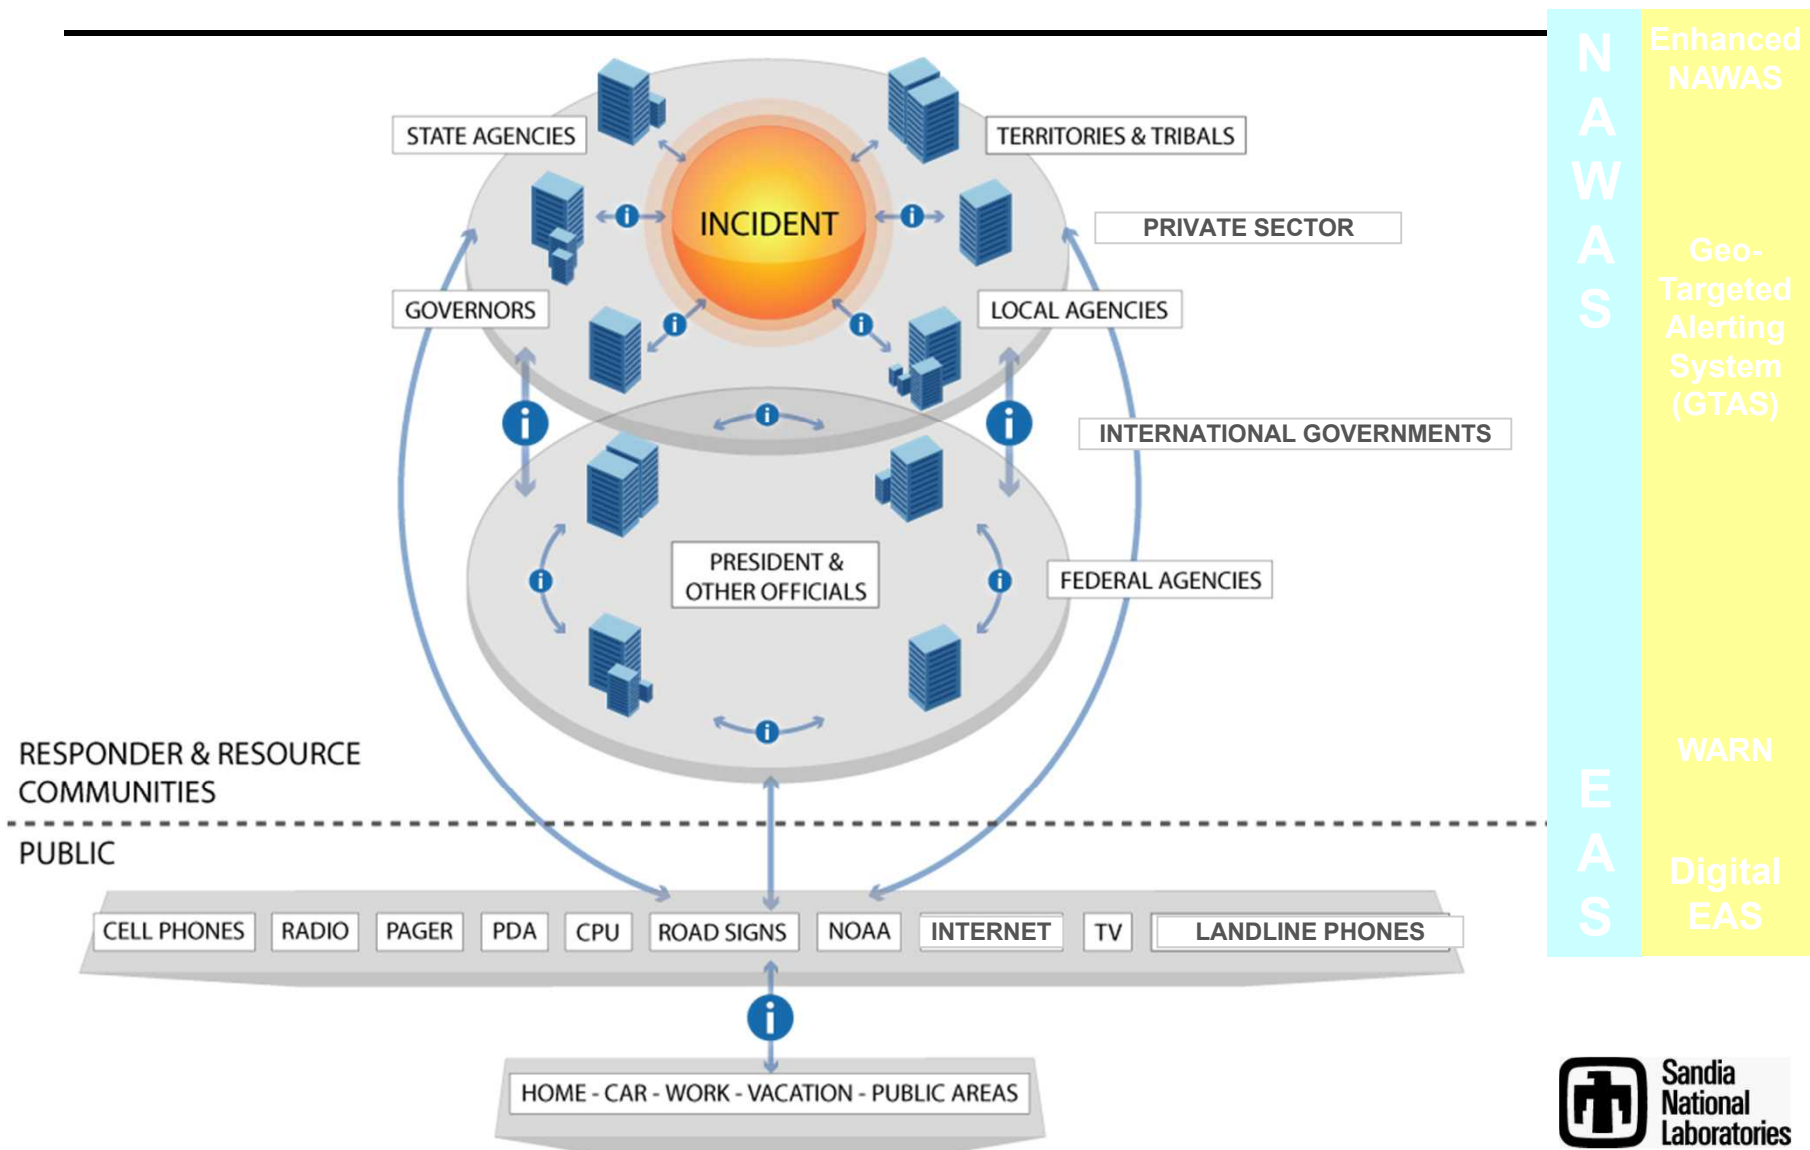 STATE AGENCIES
TERRITORIES & TRIBALS
INCIDENT
PRIVATE SECTOR
GOVERNORS
LOCAL AGENCIES
INTERNATIONAL GOVERNMENTS
PRESIDENT &
OTHER OFFICIALS
FEDERAL AGENCIES
RESPONDER & RESOURCE
COMMUNITIES
PUBLIC
CELL PHONES
RADIO
PAGER
PDA
CPU
ROAD SIGNS
NOAA
INTERNET
TV
LANDLINE PHONES
HOME - CAR - WORK - VACATION - PUBLIC AREAS
N
A
W
A
S
E
A
S
Enhanced
NAWAS
Geo-
Targeted
Alerting
System
(GTAS)
WARN
Digital
EAS
Sandia
National
Laboratories